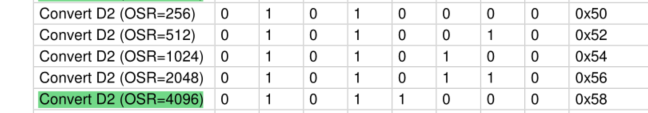 Convert D2 (OSR=256) 0 1 0 1 0 0 0 0 0x50
Convert D2 (OSR=512) 0 1 0 1 0 0 1 0 0x52
Convert D2 (OSR=1024) 0 1 0 1 0 1 0 0 0x54
Convert D2 (OSR=2048) 0 1 0 1 0 1 1 0 0x56
Convert D2 (OSR=4096) 0 1 0 1 1 0 0 0 0x58